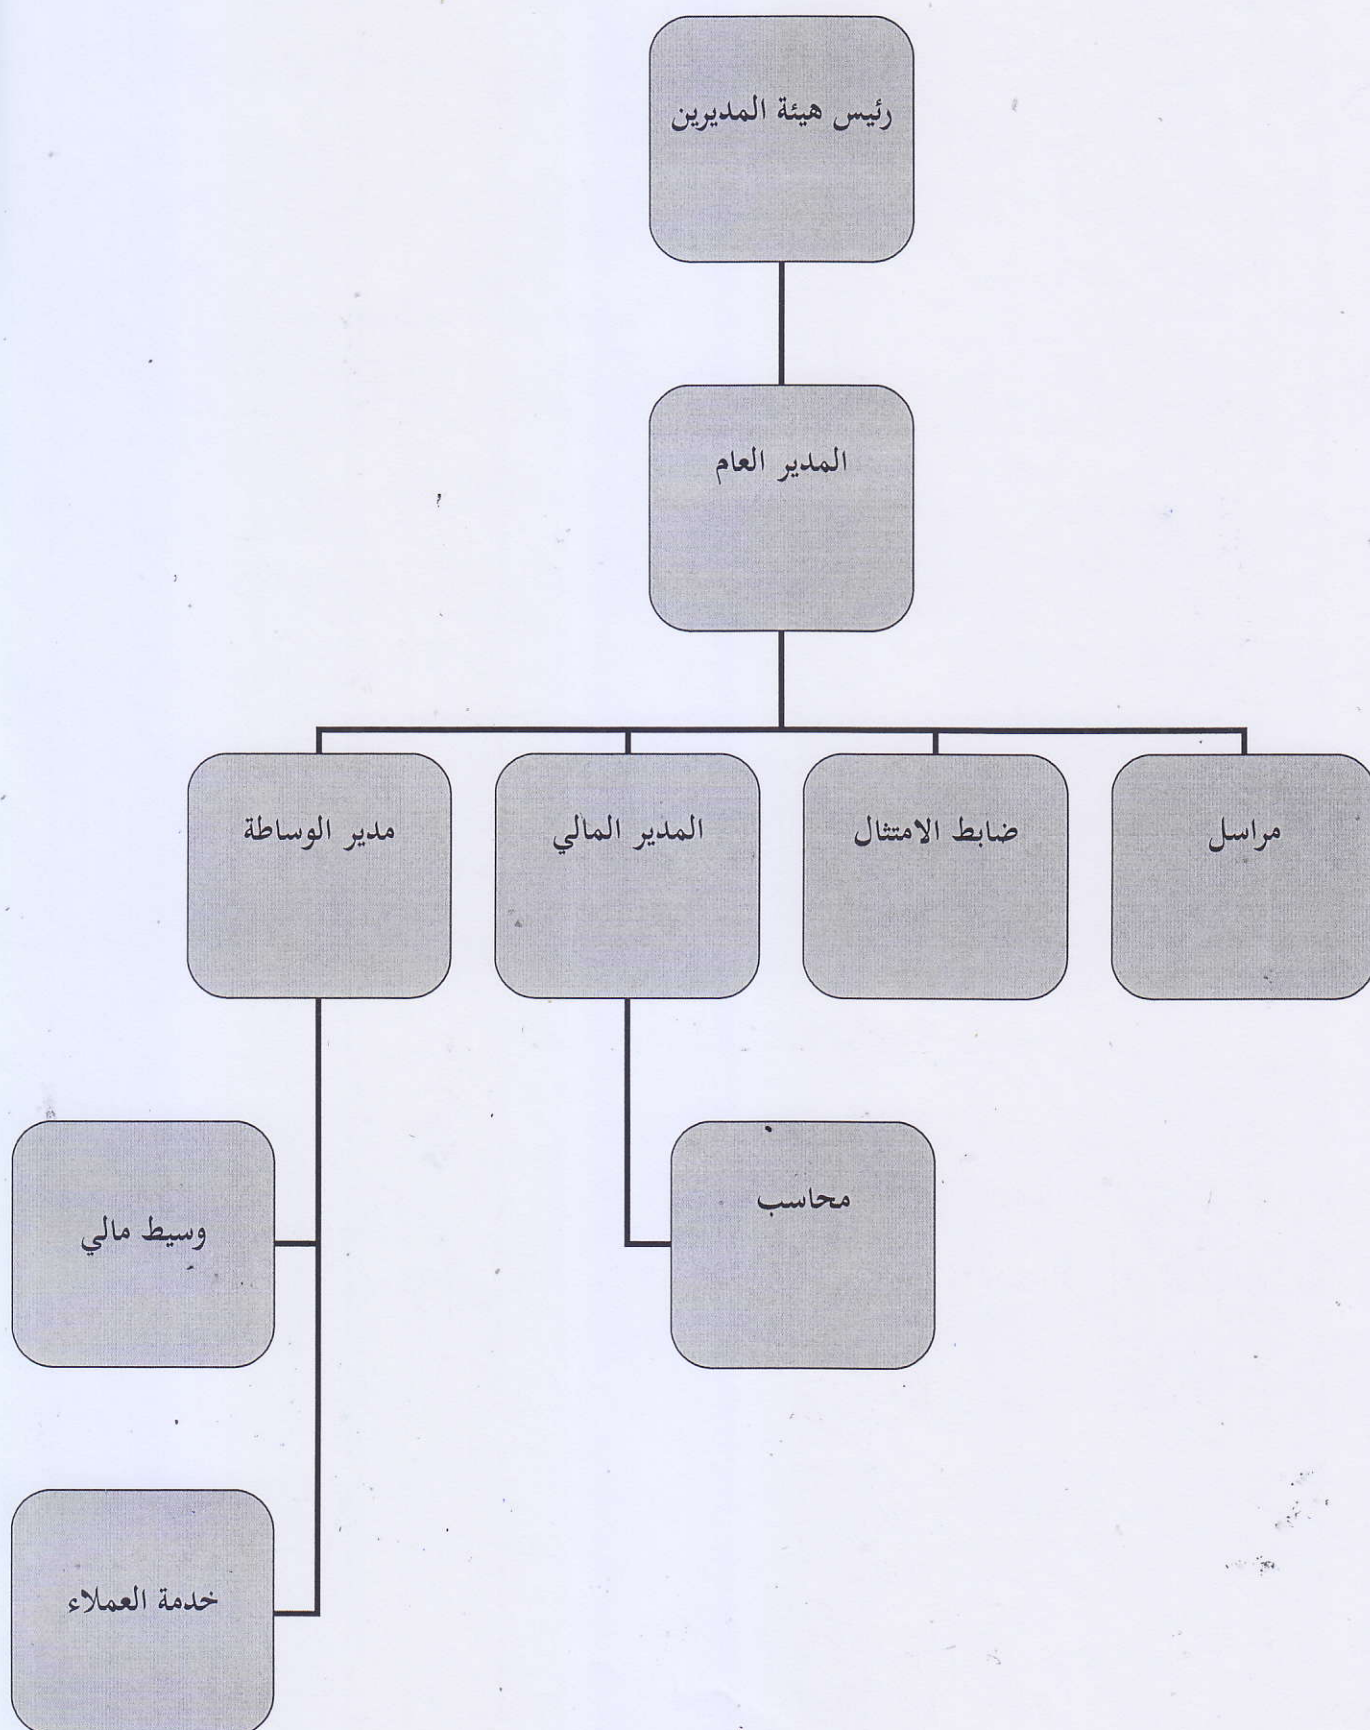 رئيس هيئة المديرين
المدير العام
مراسل
ضابط الامتثال
المدير المالي
مدير الوساطة
محاسب
وسيط مالي
خدمة العملاء